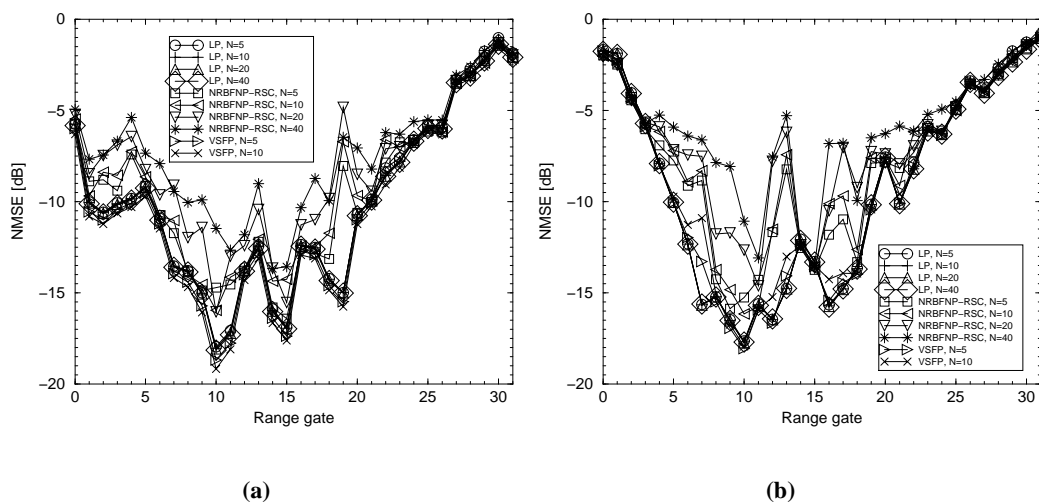 0
−5
−10
−15
−20
NMSE [dB]
0 5 10 15 20 25 30
Range gate
LP, N=5
LP, N=10
LP, N=20
LP, N=40
NRBFNP−RSC, N=5
NRBFNP−RSC, N=10
NRBFNP−RSC, N=20
NRBFNP−RSC, N=40
VSFP, N=5
VSFP, N=10
(a)
0
−5
−10
−15
−20
NMSE [dB]
0 5 10 15 20 25 30
Range gate
LP, N=5
LP, N=10
LP, N=20
LP, N=40
NRBFNP−RSC, N=5
NRBFNP−RSC, N=10
NRBFNP−RSC, N=20
NRBFNP−RSC, N=40
VSFP, N=5
VSFP, N=10
(b)